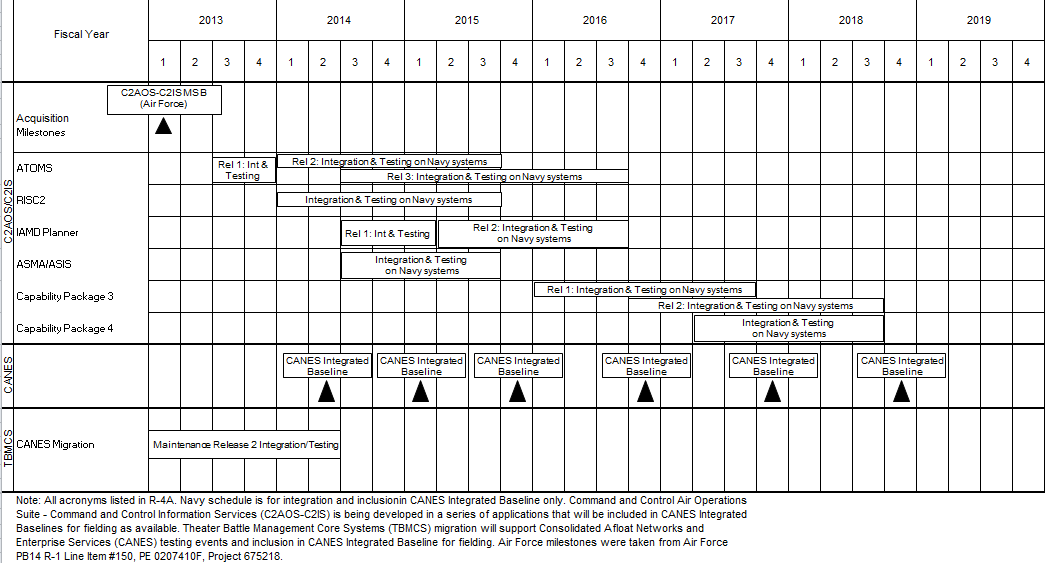 Fiscal Year
2013 2014 2015 2016 2017 2018 2019
1 2 3 4 1 2 3 4 1 2 3 4 1 2 3 4 1 2 3 4 1 2 3 4 1 2 3 4
C2AOS/C2IS
Acquisition
Milestones
C2AOS-C2IS MS B
(Air Force)
ATOMS
Rel 1: Int &
Testing
Rel 2: Integration & Testing on Navy systems
Rel 3: Integration & Testing on Navy systems
RISC2
Integration & Testing on Navy systems
IAMD Planner
Rel 1: Int & Testing
Rel 2: Integration & Testing
on Navy systems
ASMA/ASIS
Integration & Testing
on Navy systems
Capability Package 3
Rel 1: Integration & Testing on Navy systems
Rel 2: Integration & Testing on Navy systems
Capability Package 4
Integration & Testing
on Navy systems
CANES
CANES Integrated
Baseline
CANES Integrated
Baseline
CANES Integrated
Baseline
CANES Integrated
Baseline
CANES Integrated
Baseline
CANES Integrated
Baseline
TBMCS
CANES Migration
Maintenance Release 2 Integration/Testing
Note: All acronyms listed in R-4A. Navy schedule is for integration and inclusionin CANES Integrated Baseline only. Command and Control Air Operations
Suite - Command and Control Information Services (C2AOS-C2IS) is being developed in a series of applications that will be included in CANES Integrated
Baselines for fielding as available. Theater Battle Management Core Systems (TBMCS) migration will support Consolidated Afloat Networks and
Enterprise Services (CANES) testing events and inclusion in CANES Integrated Baseline for fielding. Air Force milestones were taken from Air Force
PB14 R-1 Line Item #150, PE 0207410F, Project 675218.